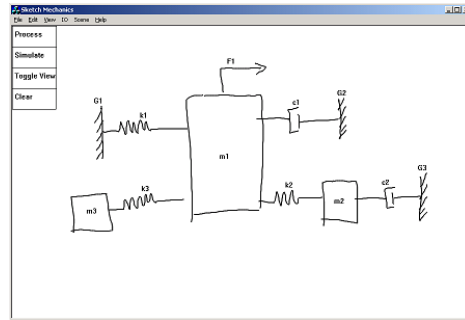 Sketch Mechanics
File Edit View IO Scene Help
Process
Simulate
Toggle View
Clear
F1
G1
k1
c1
G2
m1
G3
m3
k3
k2
m2
c2